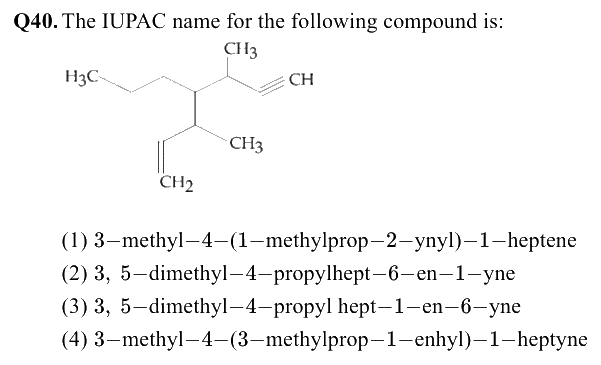 Q40. The IUPAC name for the following compound is:
CH3
H3C
CH
CH3
CH2
(1) 3−methyl−4−(1−methylprop−2−ynyl)−1−heptene
(2) 3, 5−dimethyl−4−propylhept−6−en−1−yne
(3) 3, 5−dimethyl−4−propyl hept−1−en−6−yne
(4) 3−methyl−4−(3−methylprop−1−enhyl)−1−heptyne